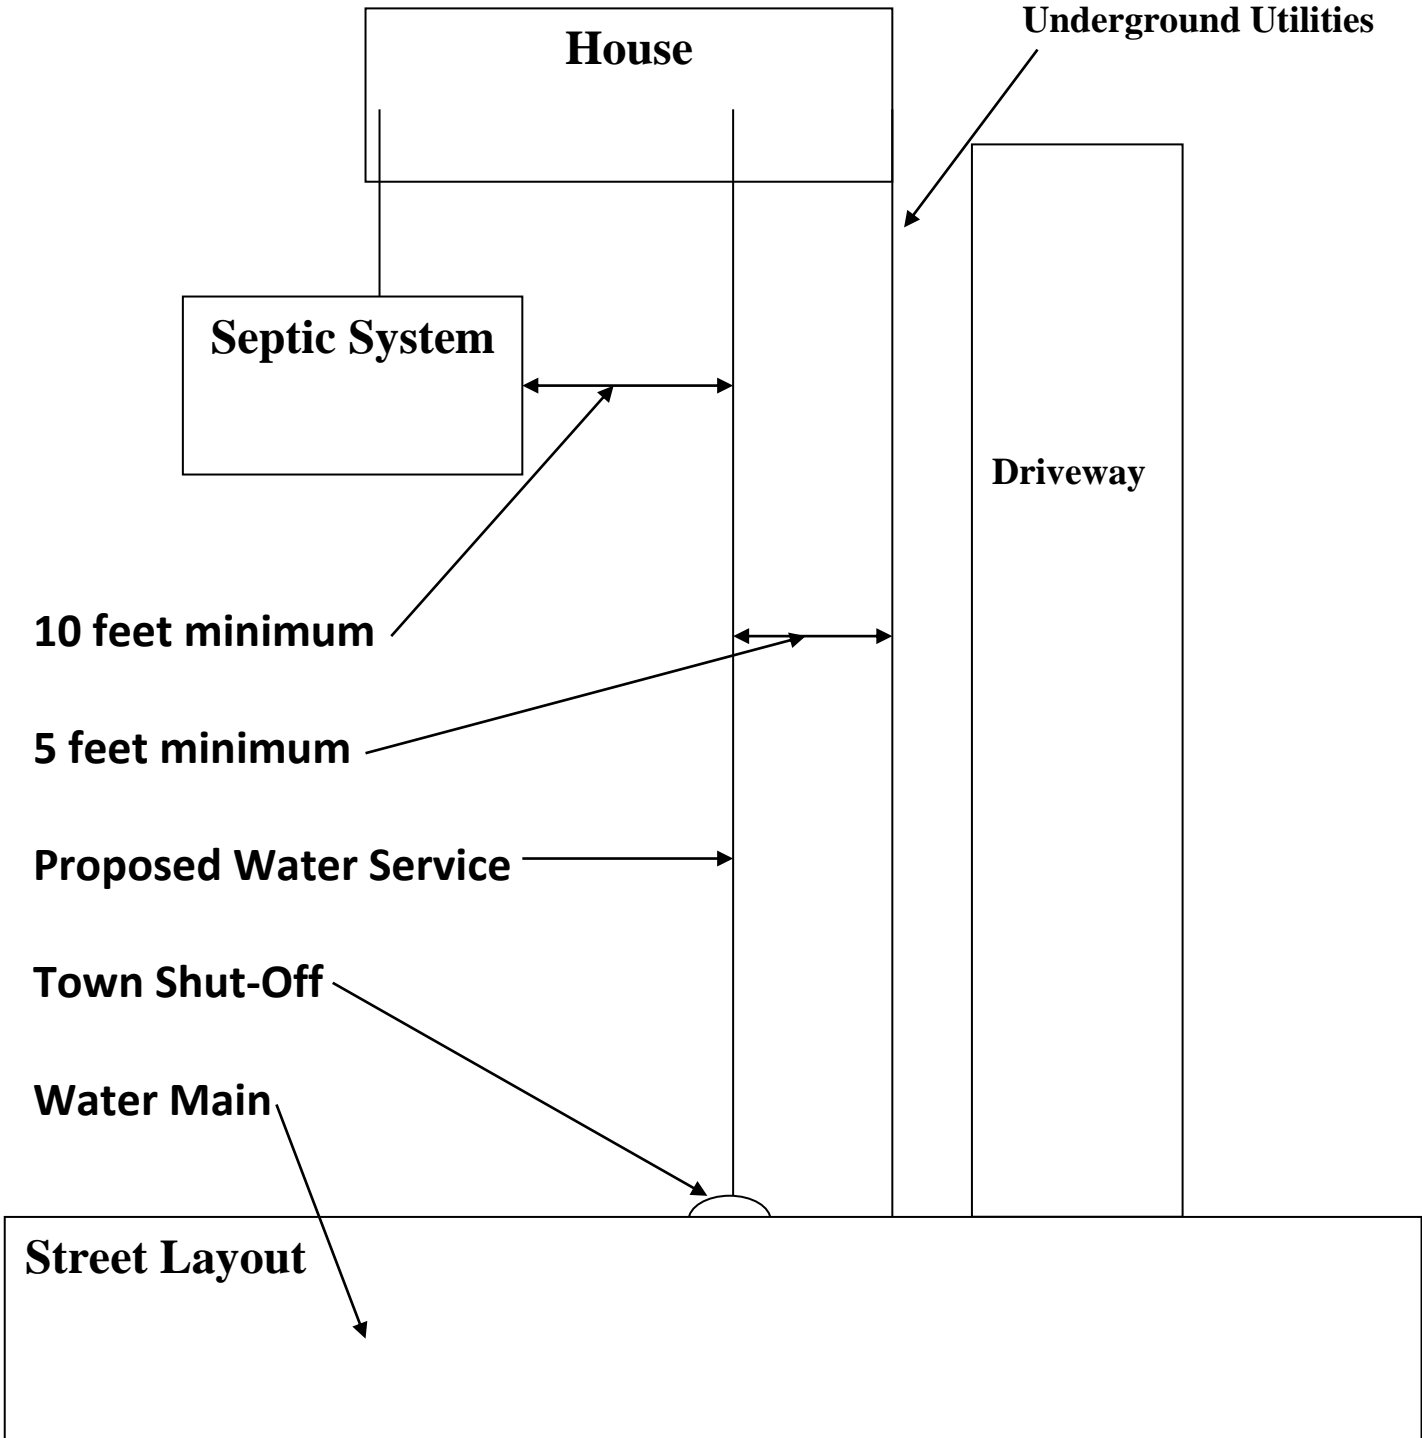 Underground Utilities
House
Septic System
Driveway
10 feet minimum
5 feet minimum
Proposed Water Service
Town Shut-Off
Water Main
Street Layout